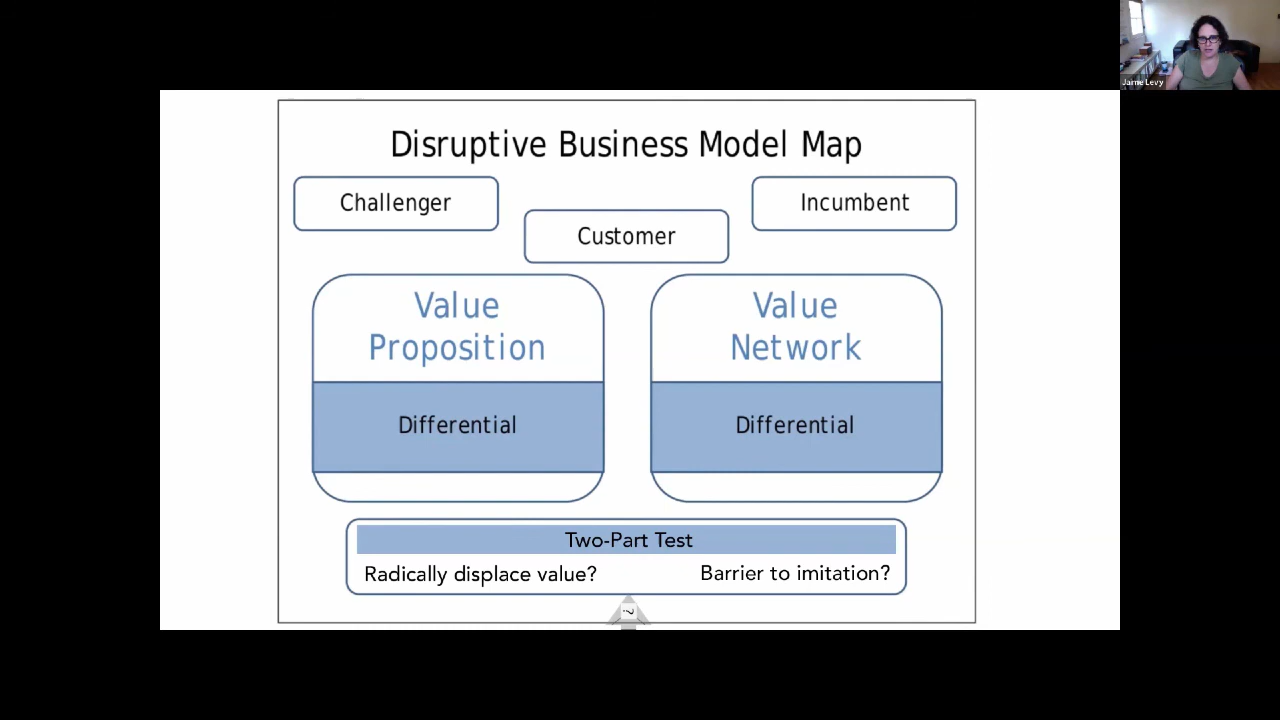 Jaime Levy
Disruptive Business Model Map
Challenger
Incumbent
Customer
Value
Proposition
Value
Network
Differential
Differential
Two-Part Test
Radically displace value?
Barrier to imitation?
?